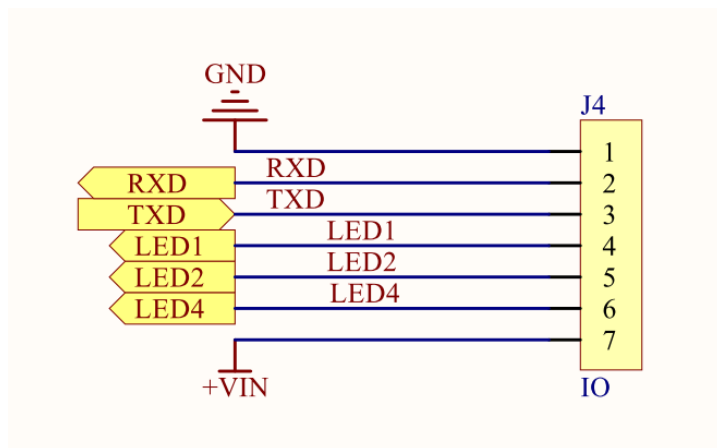 GND
J4
1
RXD RXD 2
TXD TXD 3
LED1 LED1 4
LED2 LED2 5
LED4 LED4 6
7
+VIN IO